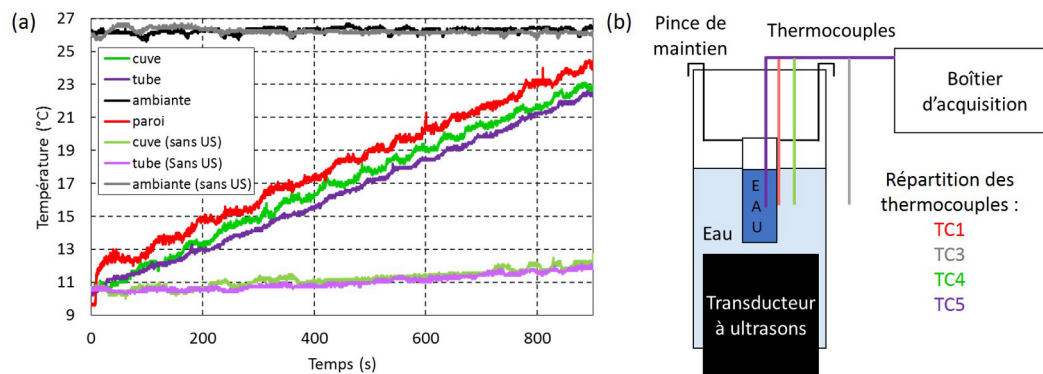 (a)
27
25
23
21
19
17
15
13
11
9
Température (°C)
cuve
tube
ambiante
paroi
cuve (sans US)
tube (Sans US)
ambiante (sans US)
0
200
400
600
800
Temps (s)
(b)
Pince de
maintien
Thermocouples
Boîtier
d'acquisition
E
A
U
Eau
Transducteur
à ultrasons
Répartition des
thermocouples :
TC1
TC3
TC4
TC5